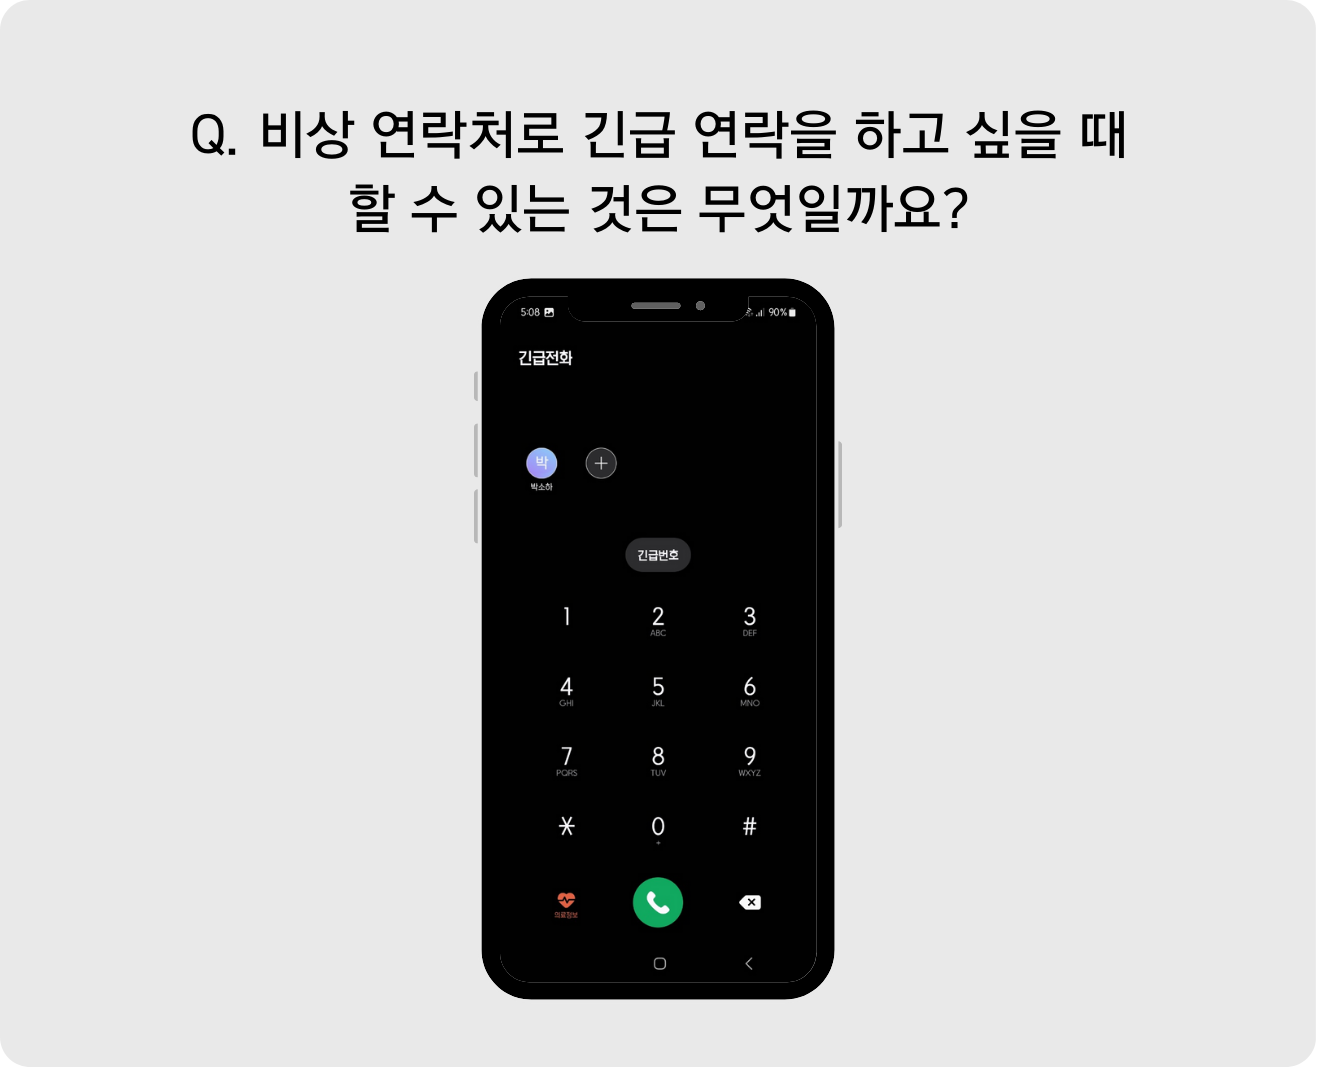 Q. 비상 연락처로 긴급 연락을 하고 싶을 때
할 수 있는 것은 무엇일까요?
5:08 90%
긴급전화
박
박소하
긴급번호
1 2 3
ABC DEF
4 5 6
GHI JKL MNO
7 8 9
PQRS TUV WXYZ
* 0 #
+
의료정보